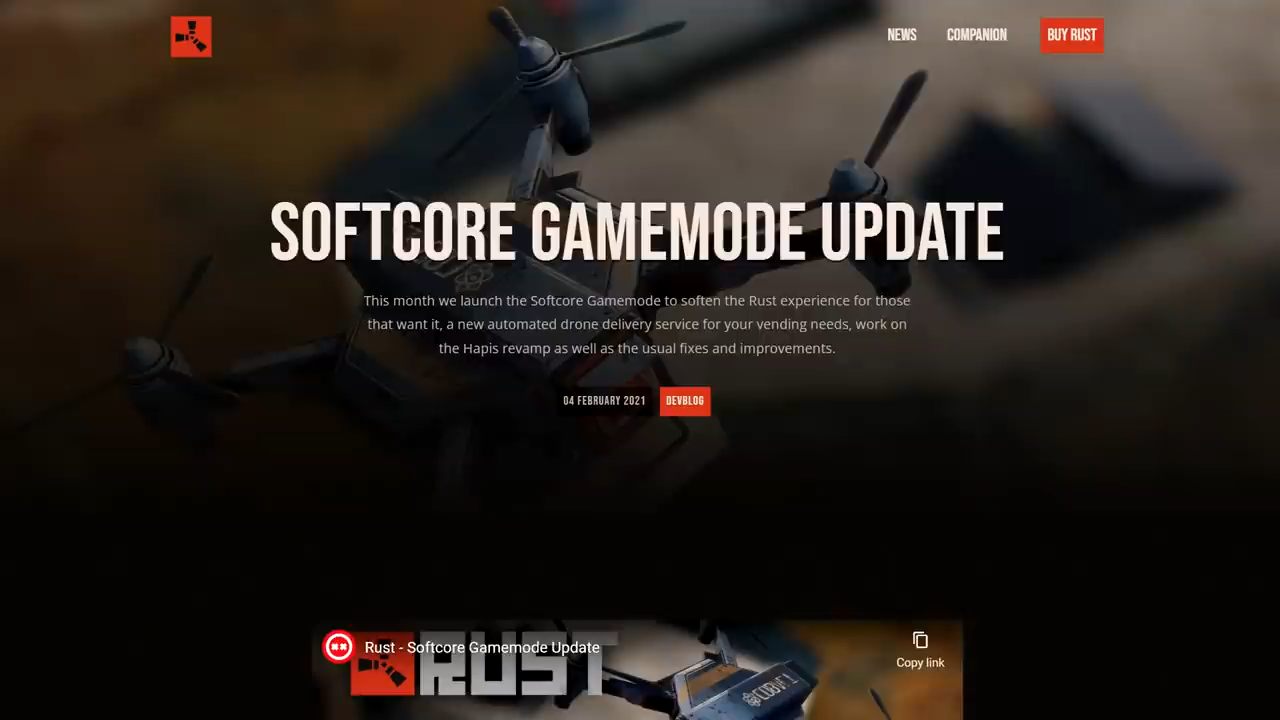 NEWS COMPANION BUY RUST
SOFTCORE GAMEMODE UPDATE
This month we launch the Softcore Gamemode to soften the Rust experience for those
that want it, a new automated drone delivery service for your vending needs, work on
the Hapis revamp as well as the usual fixes and improvements.
04 FEBRUARY 2021 DEVBLOG
Rust - Softcore Gamemode Update
Copy link
RUST